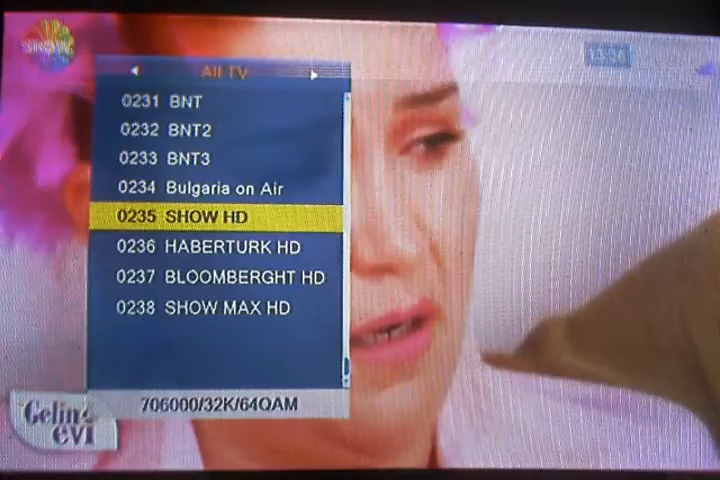 SHOW
All TV
0231 BNT
0232 BNT2
0233 BNT3
0234 Bulgaria on Air
0235 SHOW HD
0236 HABERTURK HD
0237 BLOOMBERGHT HD
0238 SHOW MAX HD
706000/32K/64QAM
Gelin
evi